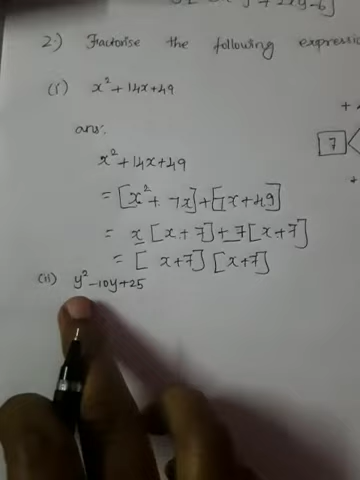 2.) Factorise the following expressi
(i) x² + 14x + 49
ans:
x² + 14x + 49
= [x² + 7x] + [7x + 49]
= x [x + 7] + 7 [x + 7]
= [x + 7] [x + 7]
7
(ii) y² - 10y + 25